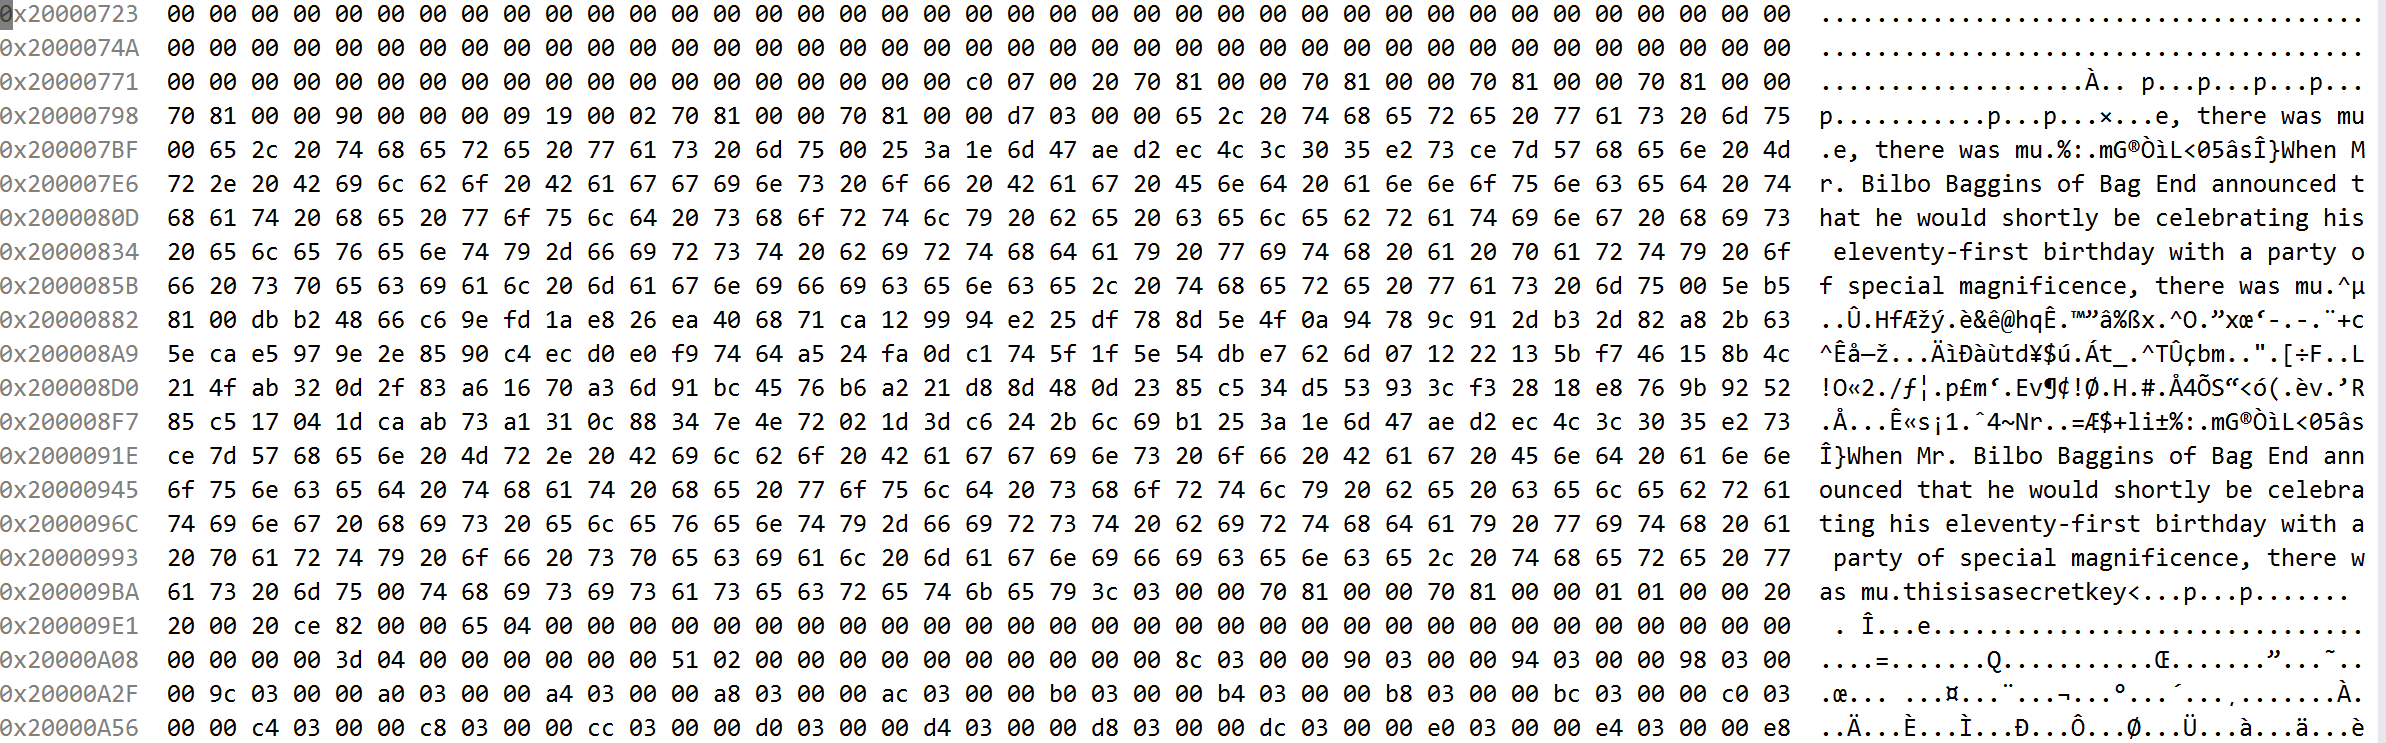 0x20000723 00 00 00 00 00 00 00 00 00 00 00 00 00 00 00 00 00 00 00 00 00 00 00 00 00 00 00 00 00 00 00 00 00 00 00 00 00 00 00 .......................................
0x2000074A 00 00 00 00 00 00 00 00 00 00 00 00 00 00 00 00 00 00 00 00 00 00 00 00 00 00 00 00 00 00 00 00 00 00 00 00 00 00 00 .......................................
0x20000771 00 00 00 00 00 00 00 00 00 00 00 00 00 00 00 00 00 00 00 c0 07 00 20 70 81 00 00 70 81 00 00 70 81 00 00 70 81 00 00 ...................À.. p...p...p...p...
0x20000798 70 81 00 00 90 00 00 00 09 19 00 02 70 81 00 00 70 81 00 00 d7 03 00 00 65 2c 20 74 68 65 72 65 20 77 61 73 20 6d 75 p...........p...p...×...e, there was mu
0x200007BF 00 65 2c 20 74 68 65 72 65 20 77 61 73 20 6d 75 00 25 3a 1e 6d 47 ae d2 ec 4c 3c 30 35 e2 73 ce 7d 57 68 65 6e 20 4d .e, there was mu.%:.mG®ÒìL<05âsÎ}When M
0x200007E6 72 2e 20 42 69 6c 62 6f 20 42 61 67 67 69 6e 73 20 6f 66 20 42 61 67 20 45 6e 64 20 61 6e 6e 6f 75 6e 63 65 64 20 74 r. Bilbo Baggins of Bag End announced t
0x2000080D 68 61 74 20 68 65 20 77 6f 75 6c 64 20 73 68 6f 72 74 6c 79 20 62 65 20 63 65 6c 65 62 72 61 74 69 6e 67 20 68 69 73 hat he would shortly be celebrating his
0x20000834 20 65 6c 65 76 65 6e 74 79 2d 66 69 72 73 74 20 62 69 72 74 68 64 61 79 20 77 69 74 68 20 61 20 70 61 72 74 79 20 6f  eleventy-first birthday with a party o
0x2000085B 66 20 73 70 65 63 69 61 6c 20 6d 61 67 6e 69 66 69 63 65 6e 63 65 2c 20 74 68 65 72 65 20 77 61 73 20 6d 75 00 5e b5 f special magnificence, there was mu.^µ
0x20000882 81 00 db b2 48 66 c6 9e fd 1a e8 26 ea 40 68 71 ca 12 99 94 e2 25 df 78 8d 5e 4f 0a 94 78 9c 91 2d b3 2d 82 a8 2b 63 ..Û.HfÆžý.è&ê@hqÊ.™”â%ßx.^O.”xœ‘-.-.¨+c
0x200008A9 5e ca e5 97 9e 2e 85 90 c4 ec d0 e0 f9 74 64 a5 24 fa 0d c1 74 5f 1f 5e 54 db e7 62 6d 07 12 22 13 5b f7 46 15 8b 4c ^Êå—ž...ÄìÐàùtd¥$ú.Át_.^TÛçbm..".[÷F..L
0x200008D0 21 4f ab 32 0d 2f 83 a6 16 70 a3 6d 91 bc 45 76 b6 a2 21 d8 8d 48 0d 23 85 c5 34 d5 53 93 3c f3 28 18 e8 76 9b 92 52 !O«2./ƒ¦.p£m‘.Ev¶¢!Ø.H.#.Å4ÕS“<ó(.èv.’R
0x200008F7 85 c5 17 04 1d ca ab 73 a1 31 0c 88 34 7e 4e 72 02 1d 3d c6 24 2b 6c 69 b1 25 3a 1e 6d 47 ae d2 ec 4c 3c 30 35 e2 73 .Å...Ê«s¡1.ˆ4~Nr..=Æ$+li±%:.mG®ÒìL<05âs
0x2000091E ce 7d 57 68 65 6e 20 4d 72 2e 20 42 69 6c 62 6f 20 42 61 67 67 69 6e 73 20 6f 66 20 42 61 67 20 45 6e 64 20 61 6e 6e Î}When Mr. Bilbo Baggins of Bag End ann
0x20000945 6f 75 6e 63 65 64 20 74 68 61 74 20 68 65 20 77 6f 75 6c 64 20 73 68 6f 72 74 6c 79 20 62 65 20 63 65 6c 65 62 72 61 ounced that he would shortly be celebra
0x2000096C 74 69 6e 67 20 68 69 73 20 65 6c 65 76 65 6e 74 79 2d 66 69 72 73 74 20 62 69 72 74 68 64 61 79 20 77 69 74 68 20 61 ting his eleventy-first birthday with a
0x20000993 20 70 61 72 74 79 20 6f 66 20 73 70 65 63 69 61 6c 20 6d 61 67 6e 69 66 69 63 65 6e 63 65 2c 20 74 68 65 72 65 20 77  party of special magnificence, there w
0x200009BA 61 73 20 6d 75 00 74 68 69 73 69 73 61 73 65 63 72 65 74 6b 65 79 3c 03 00 00 70 81 00 00 70 81 00 00 01 01 00 00 20 as mu.thisisasecretkey<...p...p.......
0x200009E1 20 00 20 ce 82 00 00 65 04 00 00 00 00 00 00 00 00 00 00 00 00 00 00 00 00 00 00 00 00 00 00 00 00 00 00 00 00 00 00  . Î...e...............................
0x20000A08 00 00 00 00 3d 04 00 00 00 00 00 00 51 02 00 00 00 00 00 00 00 00 00 00 8c 03 00 00 90 03 00 00 94 03 00 00 98 03 00 ....=.......Q...........Œ.......”...˜..
0x20000A2F 00 9c 03 00 00 a0 03 00 00 a4 03 00 00 a8 03 00 00 ac 03 00 00 b0 03 00 00 b4 03 00 00 b8 03 00 00 bc 03 00 00 c0 03 .œ... ...¤...¨...¬...°...´...¸.......À.
0x20000A56 00 00 c4 03 00 00 c8 03 00 00 cc 03 00 00 d0 03 00 00 d4 03 00 00 d8 03 00 00 dc 03 00 00 e0 03 00 00 e4 03 00 00 e8 ..Ä...È...Ì...Ð...Ô...Ø...Ü...à...ä...è